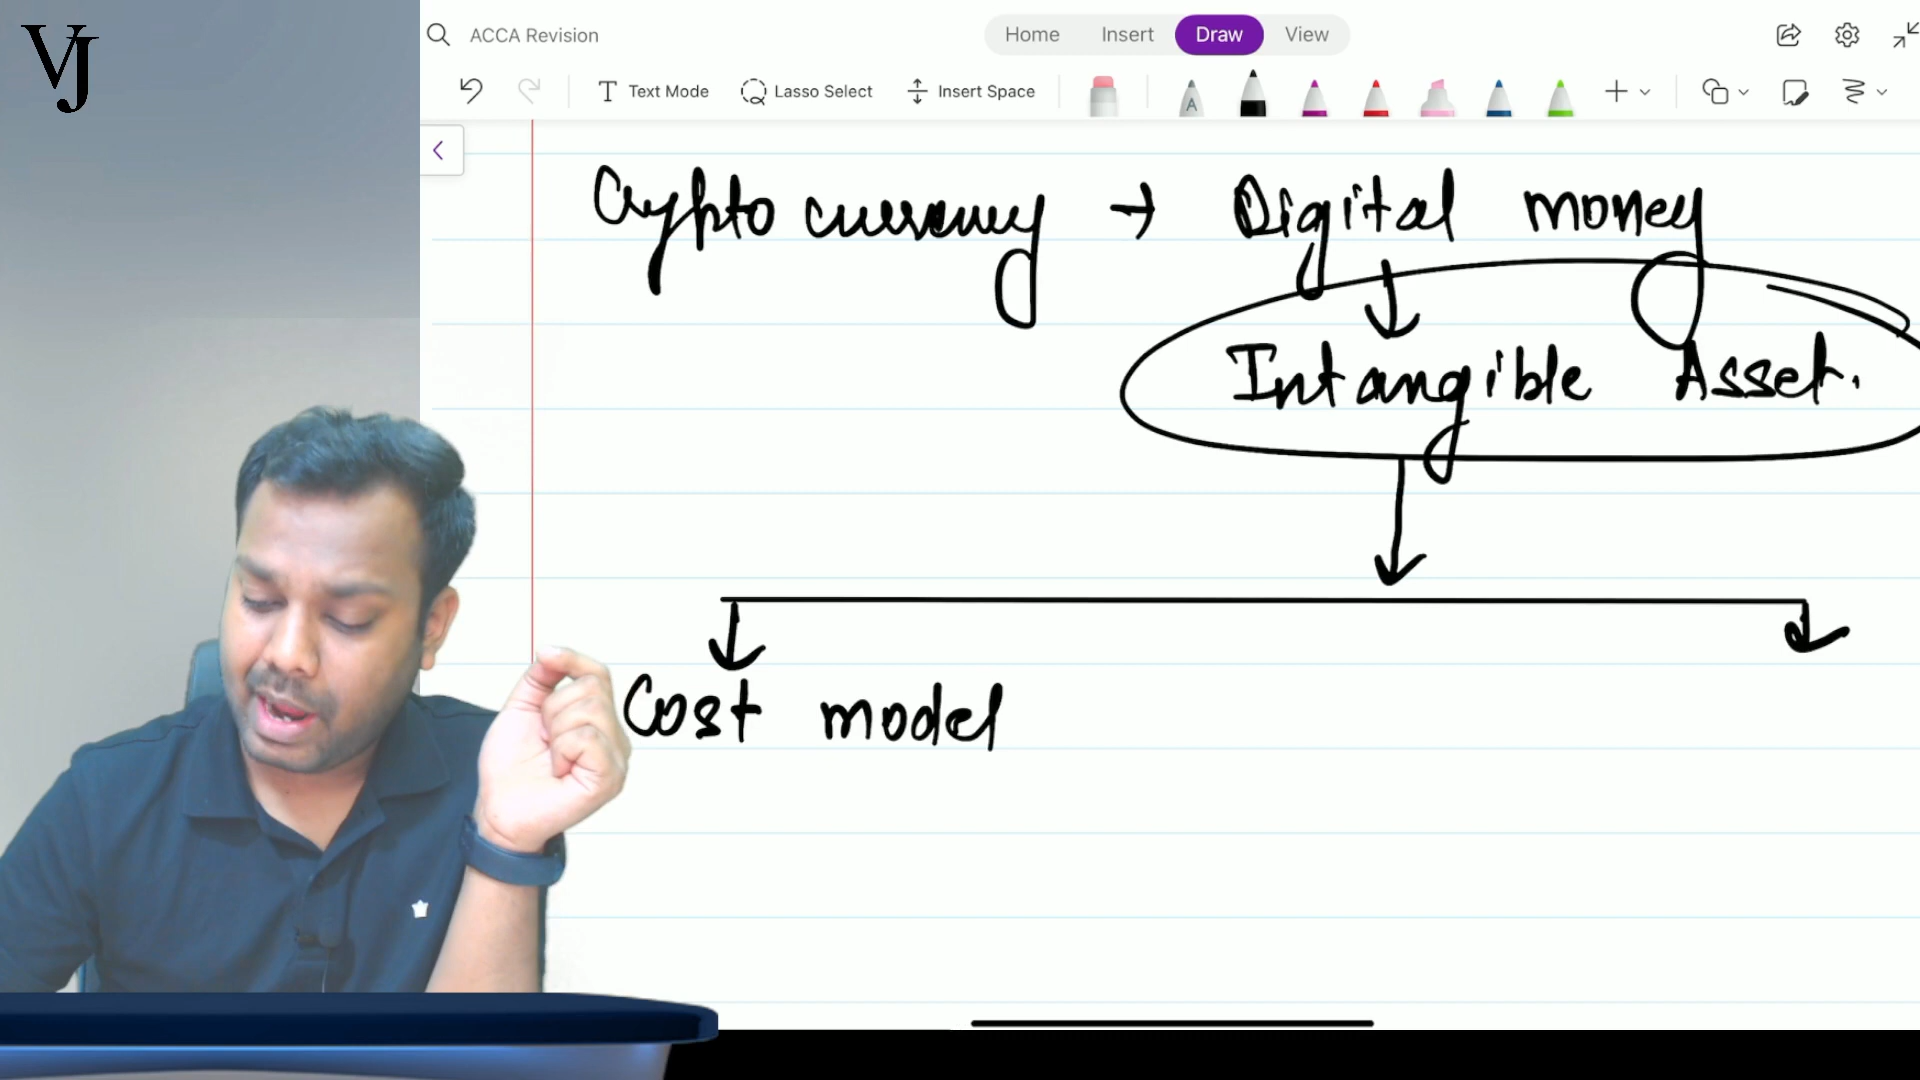 VJ
ACCA Revision
Home Insert Draw View
Text Mode Lasso Select Insert Space
A
Crypto currency → Digital money
Intangible Asset.
Cost model